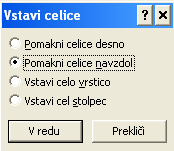 Vstavi celice
Pomakni celice desno
Pomakni celice navzdol
Vstavi celo vrstico
Vstavi cel stolpec
V redu Prekliči